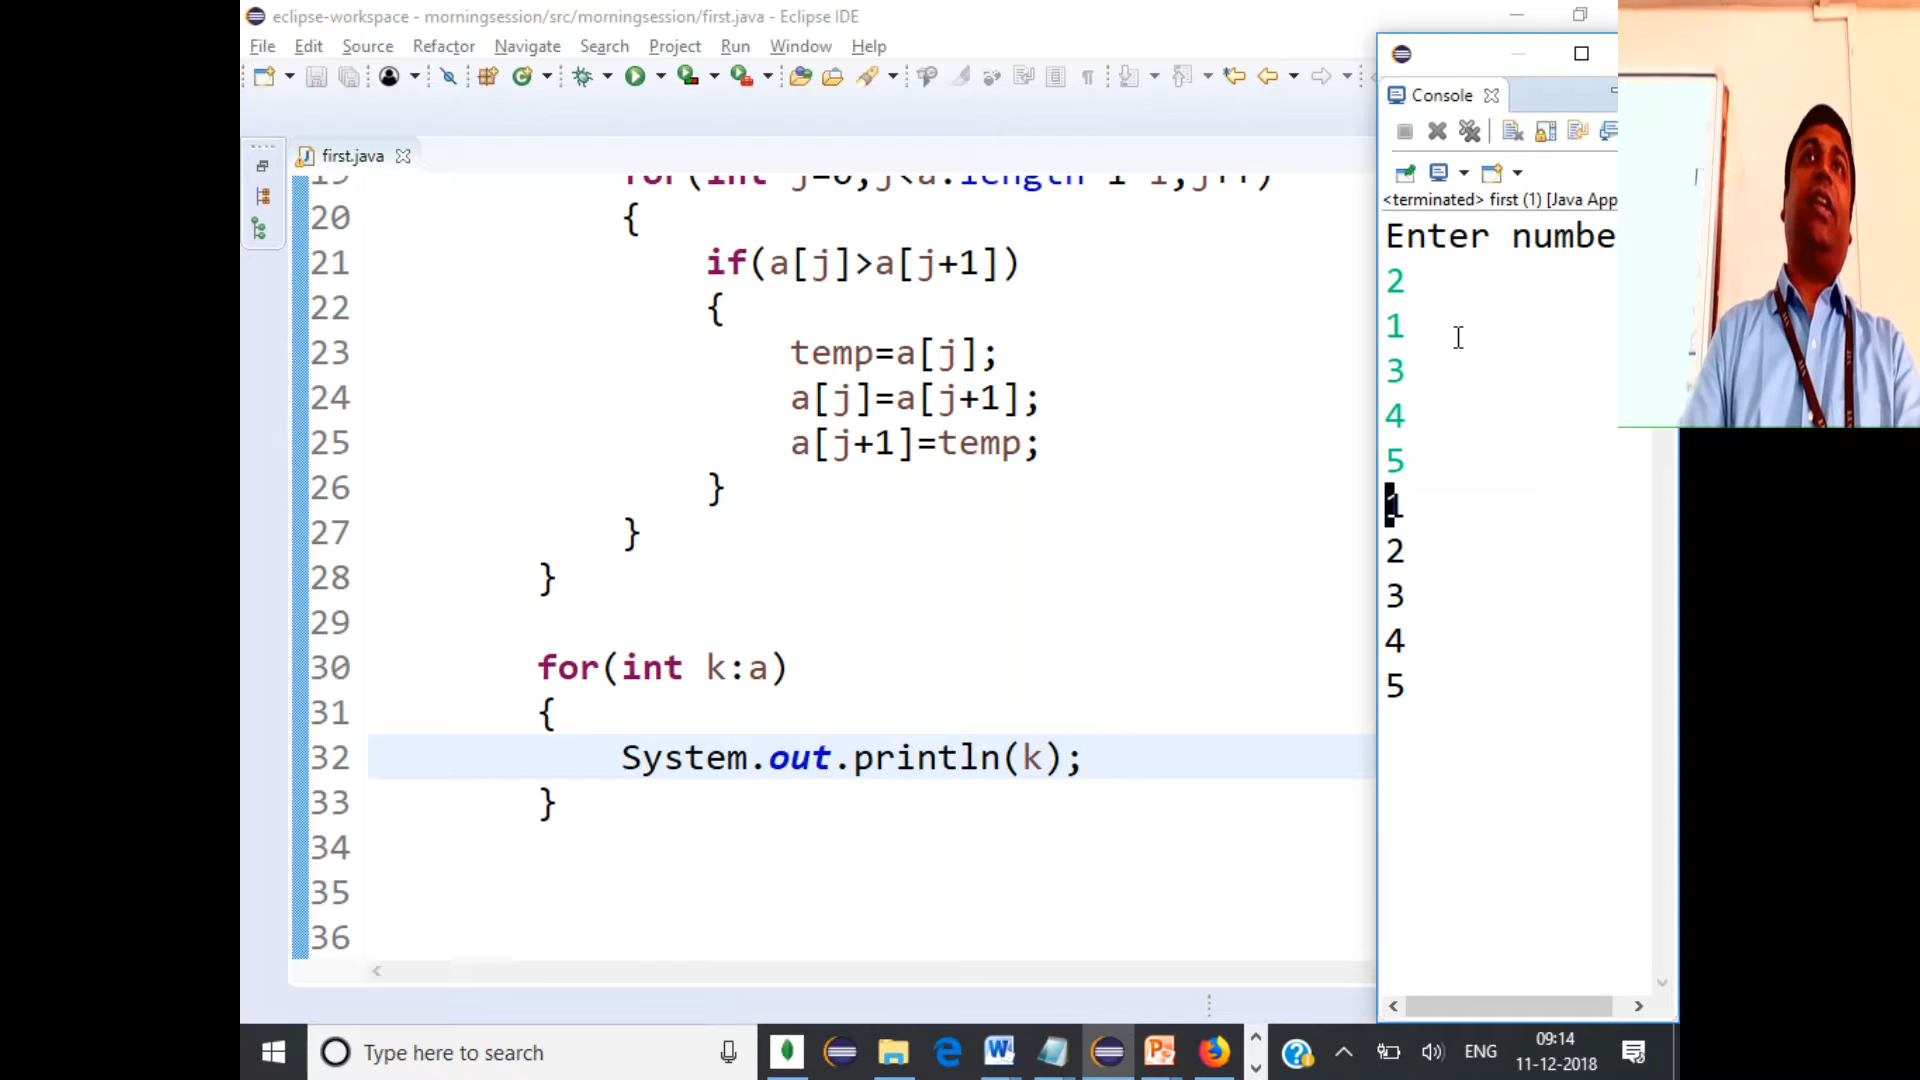 eclipse-workspace - morningsession/src/morningsession/first.java - Eclipse IDE
File Edit Source Refactor Navigate Search Project Run Window Help
first.java
20 {
21 if(a[j]>a[j+1])
22 {
23 temp=a[j];
24 a[j]=a[j+1];
25 a[j+1]=temp;
26 }
27 }
28 }
29
30 for(int k:a)
31 {
32 System.out.println(k);
33 }
34
35
36
Console
<terminated> first (1) [Java App
Enter numbe
2
1
3
4
5
1
2
3
4
5
Type here to search
ENG
09:14
11-12-2018